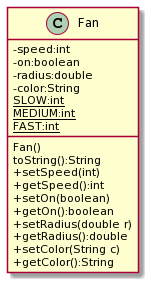 C Fan
-speed:int
-on:boolean
-radius:double
-color:String
SLOW:int
MEDIUM:int
FAST:int
Fan()
toString():String
+setSpeed(int)
+getSpeed():int
+setOn(boolean)
+getOn():boolean
+setRadius(double r)
+getRadius():double
+setColor(String c)
+getColor():String